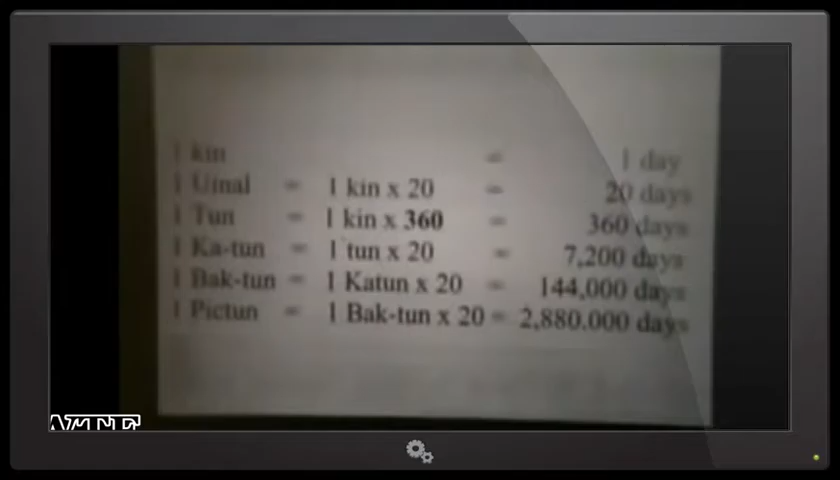 1 kin = 1 day
1 Uinal = 1 kin x 20 = 20 days
1 Tun = 1 kin x 360 = 360 days
1 Ka-tun = 1 tun x 20 = 7,200 days
1 Bak-tun = 1 Katun x 20 = 144,000 days
1 Pictun = 1 Bak-tun x 20 = 2,880.000 days